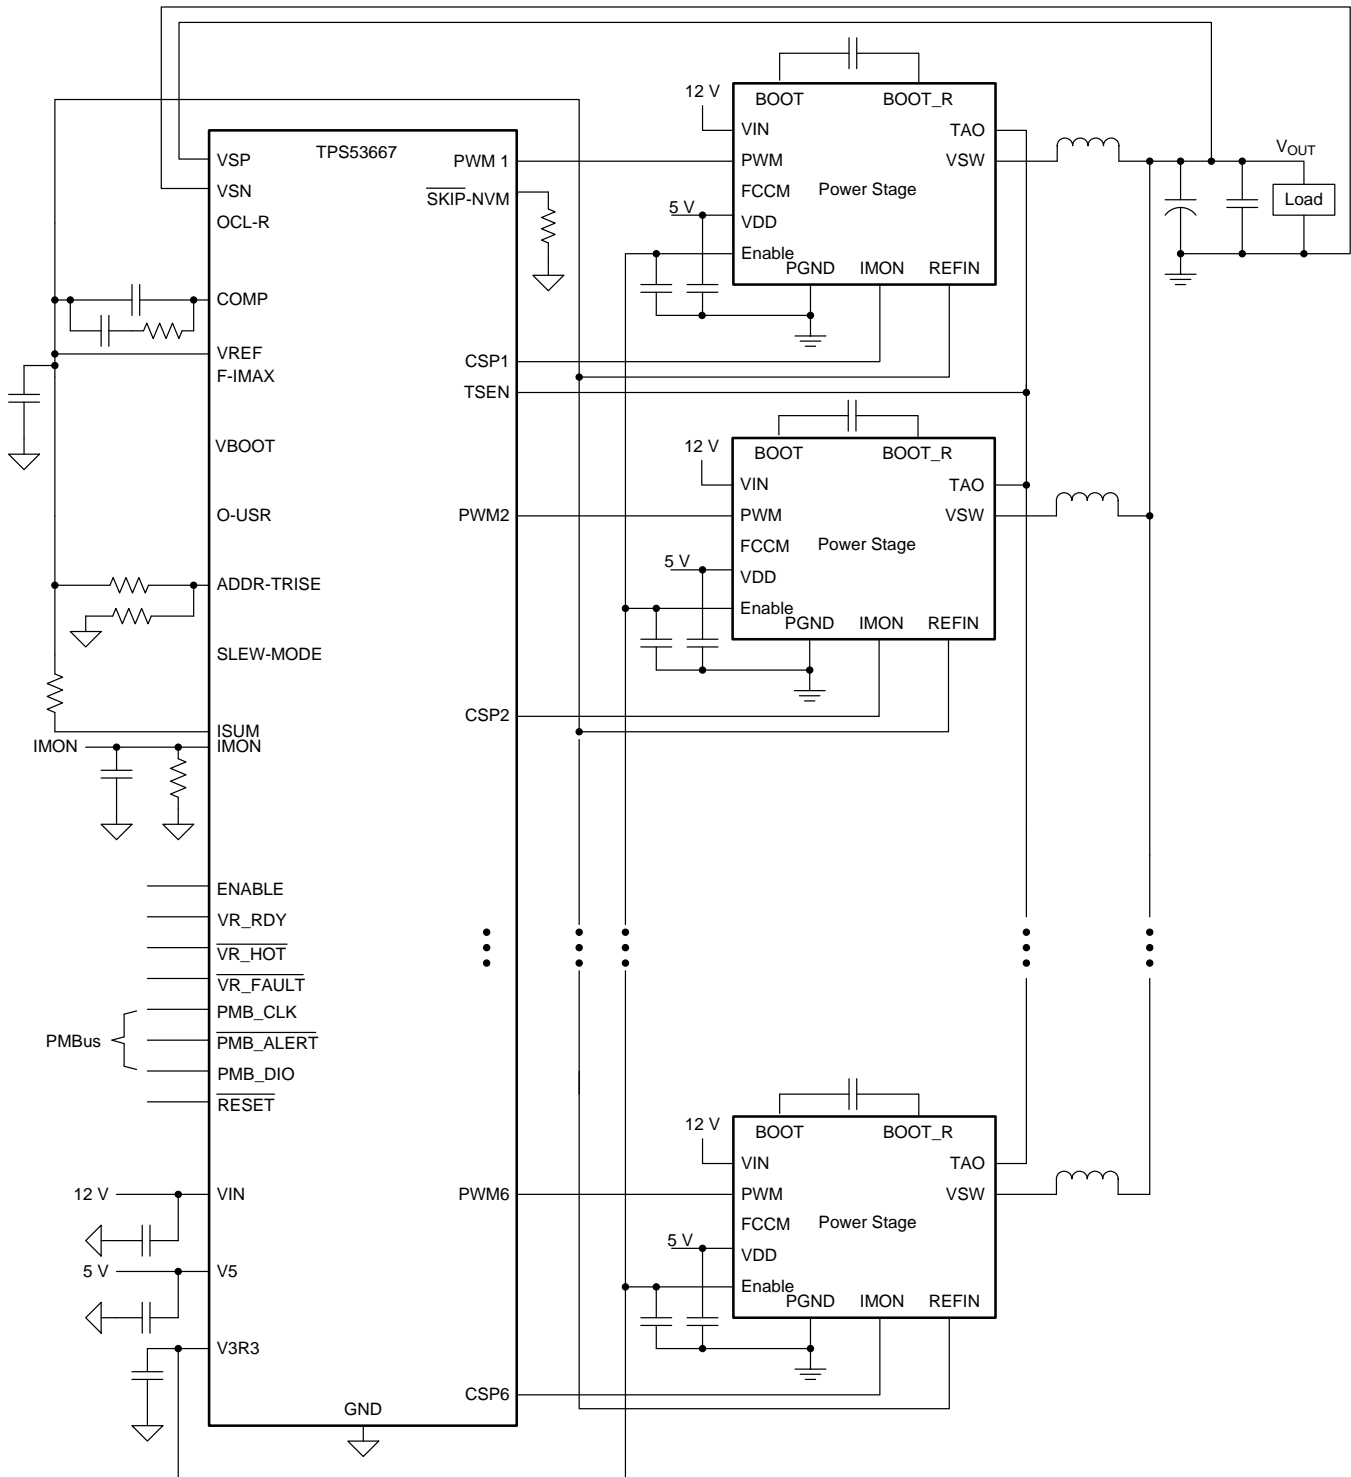 BOOT
BOOT_R
12 V
VIN
TAO
PWM
VSW
FCCM
Power Stage
5 V
VDD
Enable
PGND
IMON
REFIN
V_OUT
Load
TPS53667
VSP
VSN
OCL-R
COMP
VREF
F-IMAX
VBOOT
O-USR
ADDR-TRISE
SLEW-MODE
ISUM
IMON
IMON
ENABLE
VR_RDY
VR_HOT
VR_FAULT
PMB_CLK
PMBus
PMB_ALERT
PMB_DIO
RESET
12 V
VIN
5 V
V5
V3R3
GND
PWM 1
SKIP-NVM
CSP1
TSEN
PWM2
CSP2
PWM6
CSP6
BOOT
BOOT_R
12 V
VIN
TAO
PWM
VSW
FCCM
Power Stage
5 V
VDD
Enable
PGND
IMON
REFIN
BOOT
BOOT_R
12 V
VIN
TAO
PWM
VSW
FCCM
Power Stage
5 V
VDD
Enable
PGND
IMON
REFIN